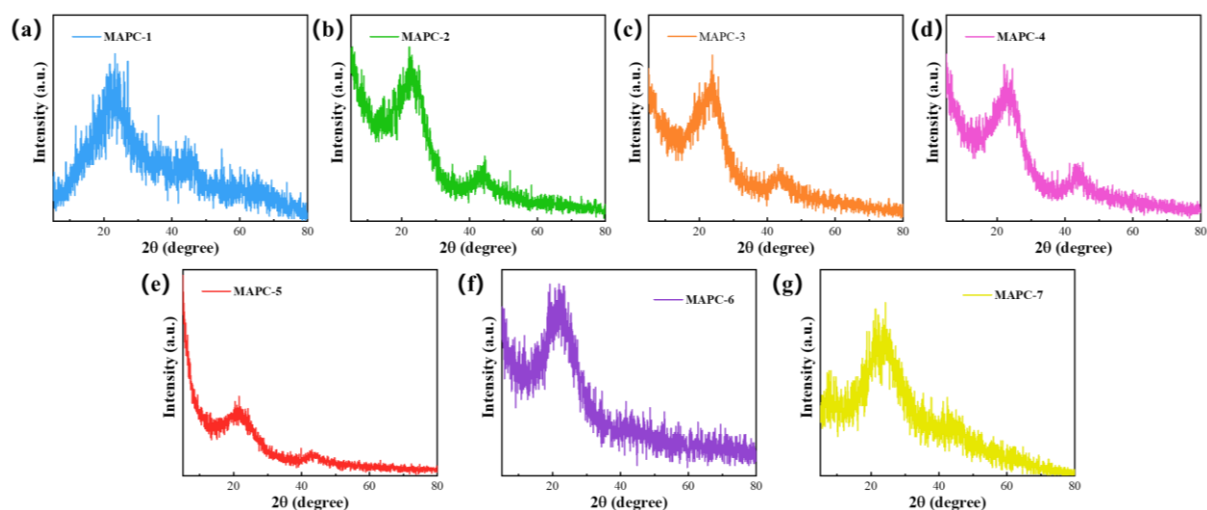 (a)
MAPC-1
Intensity (a.u.)
20 40 60 80
2θ (degree)
(b)
MAPC-2
Intensity (a.u.)
20 40 60 80
2θ (degree)
(c)
MAPC-3
Intensity (a.u.)
20 40 60 80
2θ (degree)
(d)
MAPC-4
Intensity (a.u.)
20 40 60 80
2θ (degree)
(e)
MAPC-5
Intensity (a.u.)
20 40 60 80
2θ (degree)
(f)
MAPC-6
Intensity (a.u.)
20 40 60 80
2θ (degree)
(g)
MAPC-7
Intensity (a.u.)
20 40 60 80
2θ (degree)